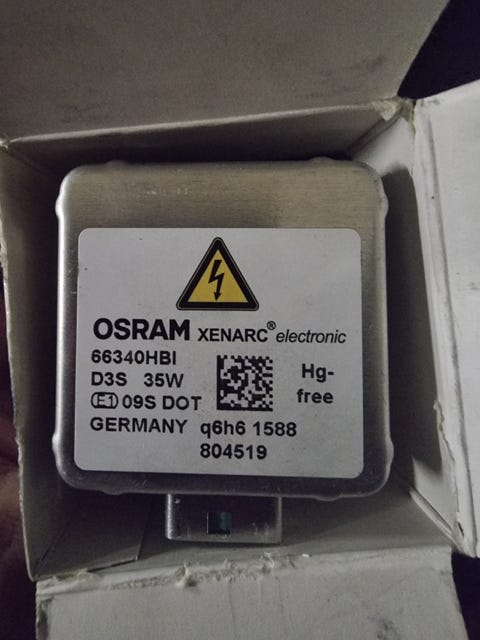 OSRAM XENARC® electronic
66340HBI
D3S 35W
Hg-
free
E1 09S DOT
GERMANY q6h6 1588
804519